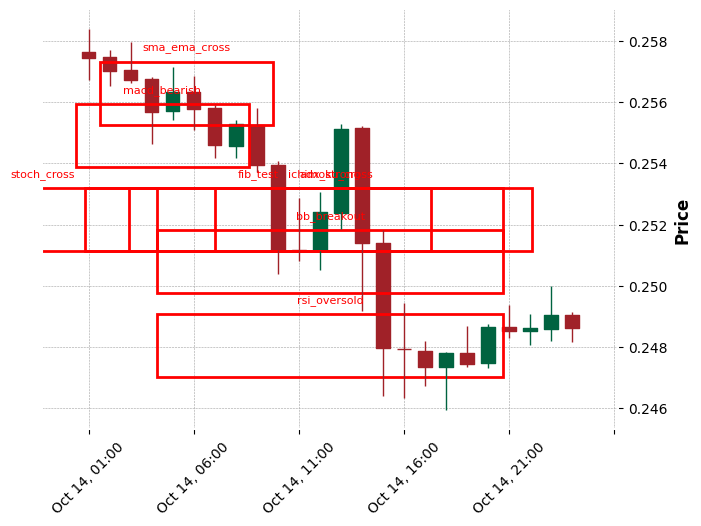 sma_ema_cross
macd_bearish
stoch_cross
bb_breakout
rsi_oversold
0.258
0.256
0.254
0.252
0.250
0.248
0.246
Price
Oct 14, 01:00
Oct 14, 06:00
Oct 14, 11:00
Oct 14, 16:00
Oct 14, 21:00